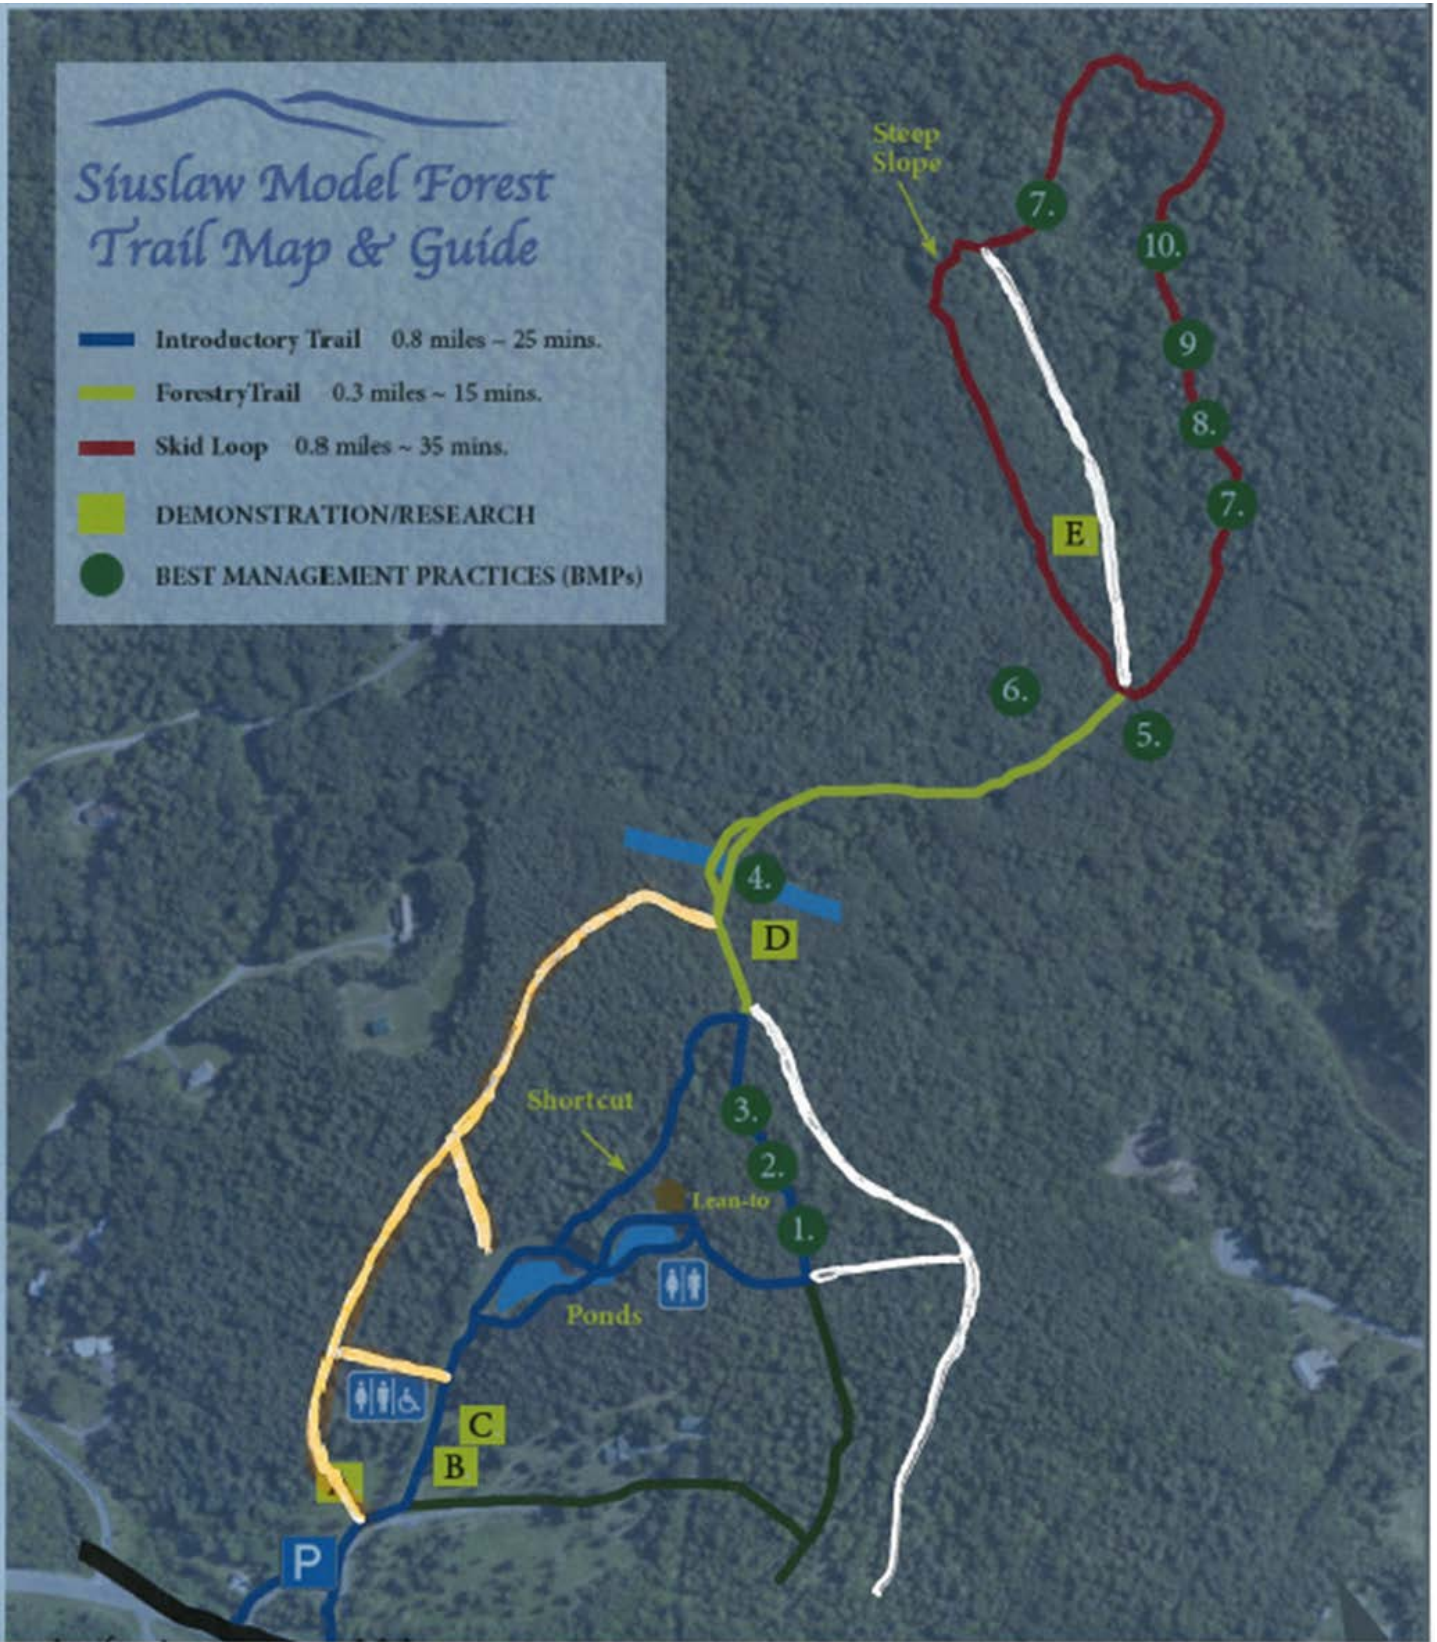 Siuslaw Model Forest
Trail Map & Guide
Introductory Trail 0.8 miles ~ 25 mins.
ForestryTrail 0.3 miles ~ 15 mins.
Skid Loop 0.8 miles ~ 35 mins.
DEMONSTRATION/RESEARCH
BEST MANAGEMENT PRACTICES (BMPs)
Steep
Slope
7.
10.
9
8.
7.
E
6.
5.
4.
D
Shortcut
3.
2.
Lean-to
1.
Ponds
C
B
P